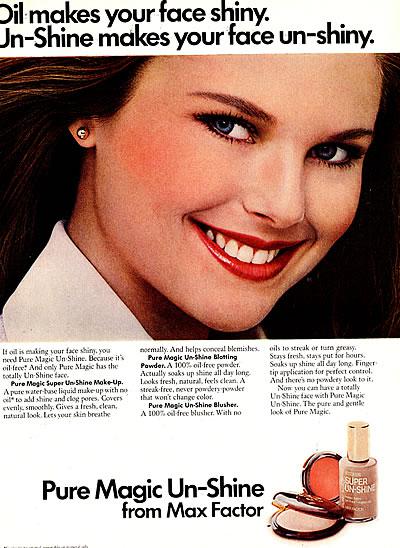 Oil makes your face shiny.
Un-Shine makes your face un-shiny.
If oil is making your face shiny, you
need Pure Magic Un-Shine. Because it's
oil-free* And only Pure Magic has the
totally Un-Shine face.
Pure Magic Super Un-Shine Make-Up.
A pure water-base liquid make-up with no
oil* to add shine and clog pores. Covers
evenly, smoothly. Gives a fresh, clean,
natural look. Lets your skin breathe
normally. And helps conceal blemishes.
Pure Magic Un-Shine Blotting
Powder. A 100% oil-free powder.
Actually soaks up shine all day long.
Looks fresh, natural, feels clean. A
streak-free, never powdery powder
that won't change color.
Pure Magic Un-Shine Blusher.
A 100% oil-free blusher. With no
oils to streak or turn greasy.
Stays fresh, stays put for hours.
Soaks up shine all day long. Finger-
tip application for perfect control.
And there's no powdery look to it.
Now you can have a totally
Un-Shine face with Pure Magic
Un-Shine. The pure and gentle
look of Pure Magic.
SUPER
UN-SHINE
MAX FACTOR
Pure Magic Un-Shine
from Max Factor